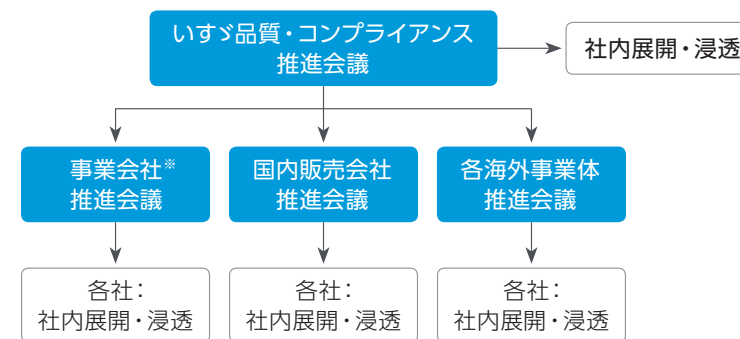 いすゞ品質・コンプライアンス
推進会議
社内展開・浸透
事業会社※
推進会議
国内販売会社
推進会議
各海外事業体
推進会議
各社：
社内展開・浸透
各社：
社内展開・浸透
各社：
社内展開・浸透